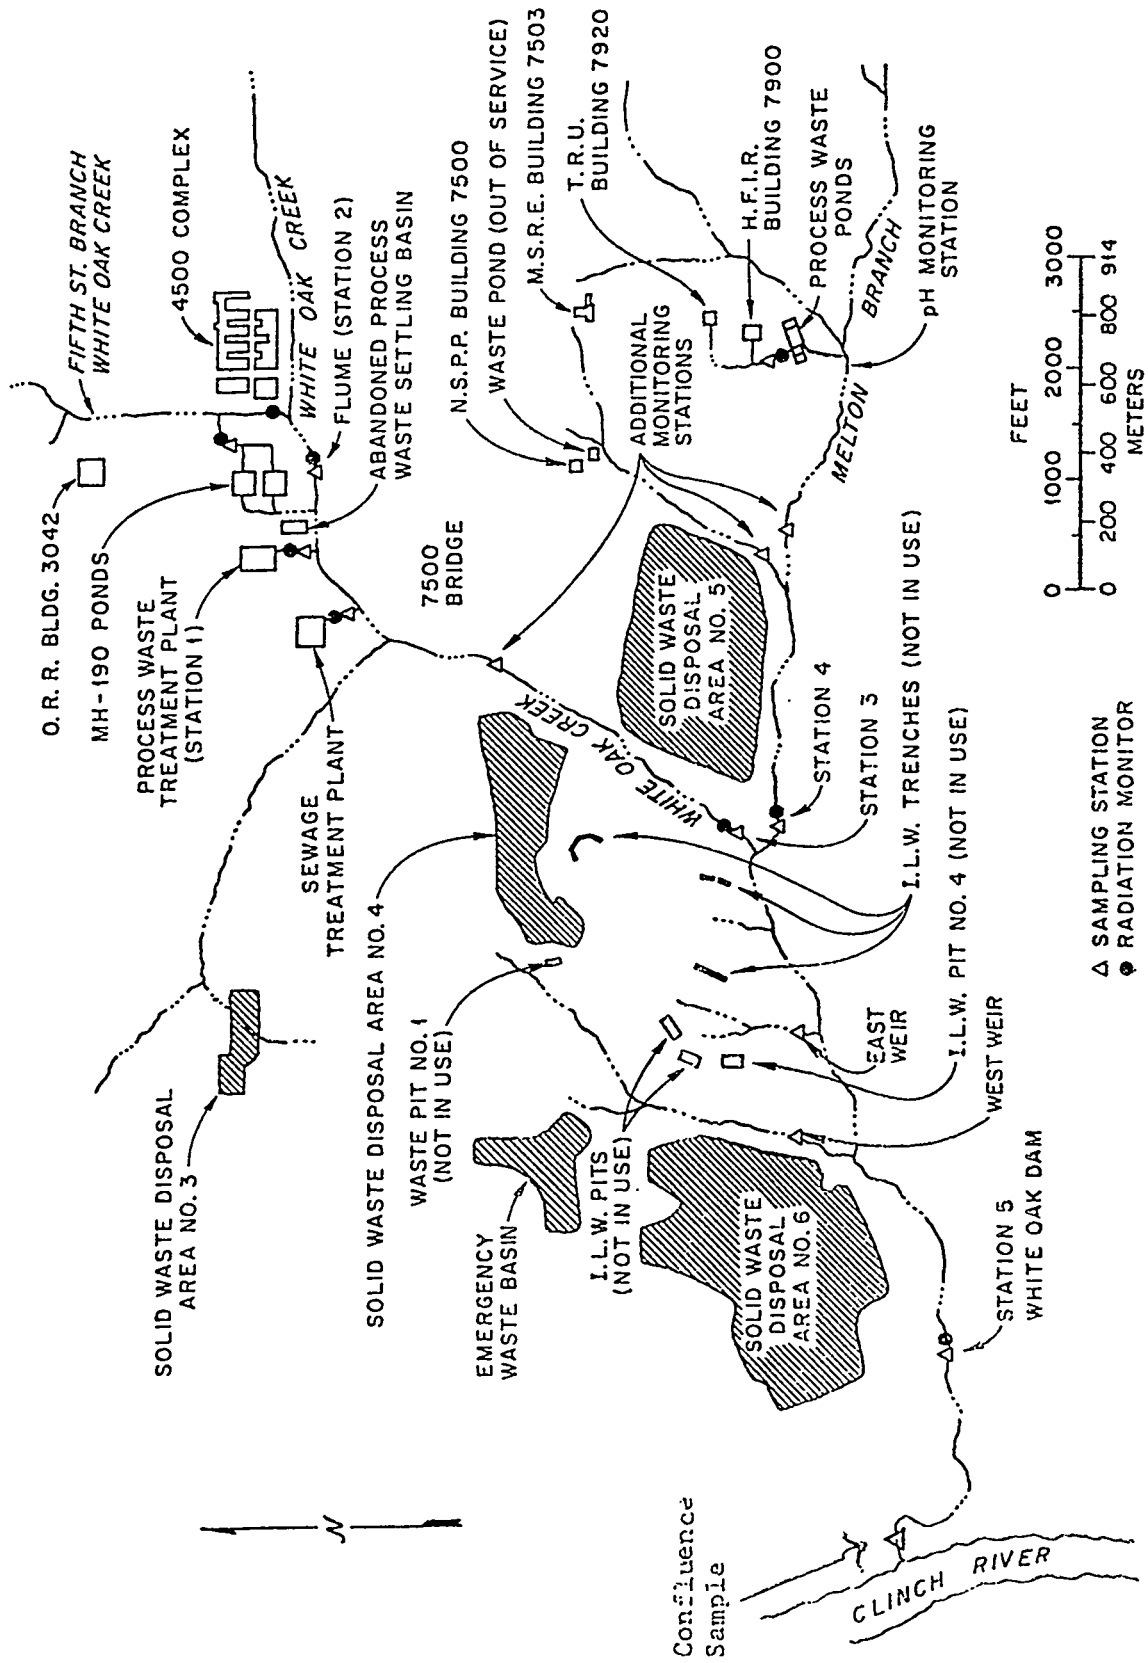 FIFTH ST. BRANCH
WHITE OAK CREEK
4500 COMPLEX
WHITE OAK CREEK
FLUME (STATION 2)
ABANDONED PROCESS
WASTE SETTLING BASIN
O.R.R. BLDG. 3042
MH-190 PONDS
PROCESS WASTE
TREATMENT PLANT
(STATION 1)
SEWAGE
TREATMENT PLANT
7500
BRIDGE
N.S.P.P. BUILDING 7500
WASTE POND (OUT OF SERVICE)
M.S.R.E. BUILDING 7503
T.R.U.
BUILDING 7920
H.F.I.R.
BUILDING 7900
PROCESS WASTE
PONDS
ADDITIONAL
MONITORING
STATIONS
MELTON BRANCH
pH MONITORING
STATION
SOLID WASTE DISPOSAL
AREA NO. 3
SOLID WASTE DISPOSAL AREA NO. 4
WASTE PIT NO. 1
(NOT IN USE)
EMERGENCY
WASTE BASIN
I.L.W. PITS
(NOT IN USE)
WHITE OAK CREEK
SOLID WASTE
DISPOSAL
AREA NO. 5
SOLID WASTE
DISPOSAL
AREA NO. 6
STATION 4
STATION 3
I.L.W. TRENCHES (NOT IN USE)
I.L.W. PIT NO. 4 (NOT IN USE)
EAST
WEIR
WEST WEIR
STATION 5
WHITE OAK DAM
N
Confluence
Sample
CLINCH RIVER
FEET
0 1000 2000 3000
0 200 400 600 800 914
METERS
△ SAMPLING STATION
● RADIATION MONITOR